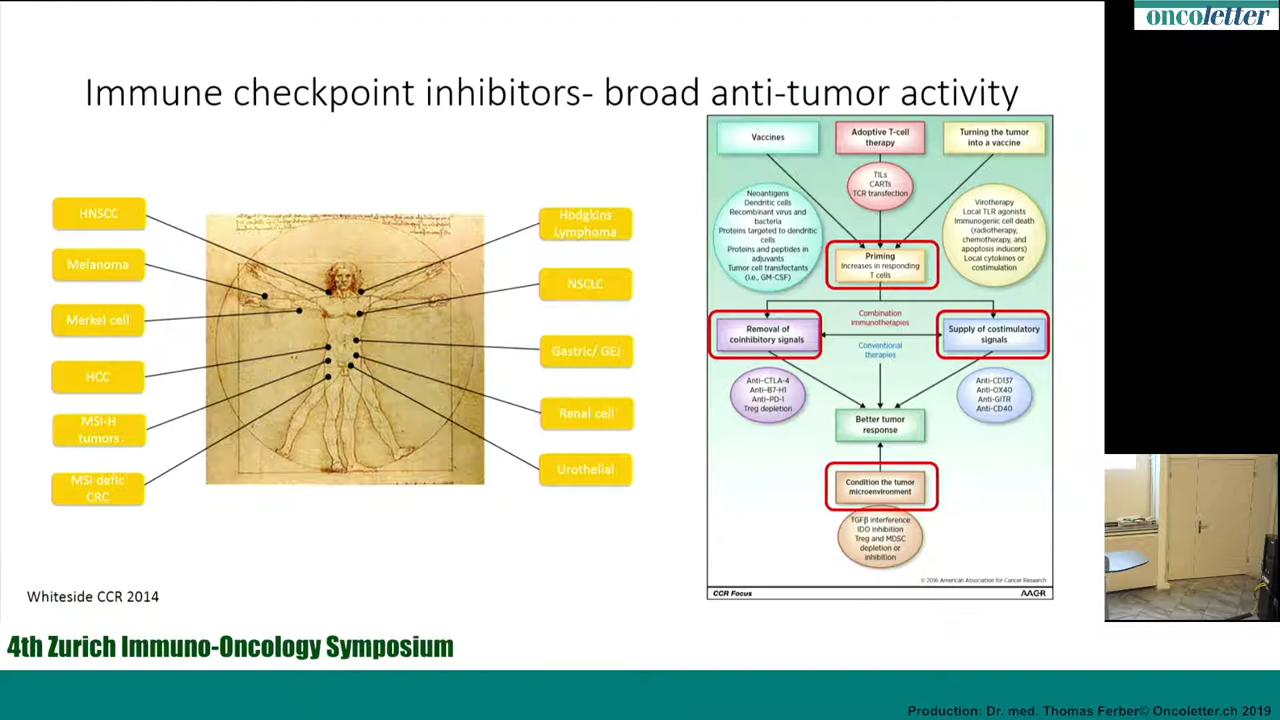 oncoletter
Immune checkpoint inhibitors- broad anti-tumor activity
HNSCC
Melanoma
Merkel cell
HCC
MSI-H
tumors
MSI defic
CRC
Hodgkins
Lymphoma
NSCLC
Gastric/ GEJ
Renal cell
Urothelial
Vaccines
Adoptive T-cell
therapy
Turning the tumor
into a vaccine
TILs
CARTs
TCR transfection
Neoantigens
Dendritic cells
Recombinant virus and
bacteria
Proteins targeted to dendritic
cells
Proteins and peptides in
adjuvants
Tumor cell transfectants
(i.e., GM-CSF)
Virotherapy
Local TLR agonists
Immunogenic cell death
(radiotherapy,
chemotherapy, and
apoptosis inducers)
Local cytokines or
costimulation
Priming
Increases in responding
T cells
Combination
immunotherapies
Removal of
coinhibitory signals
Supply of costimulatory
signals
Conventional
therapies
Anti-CTLA-4
Anti-B7-H1
Anti-PD-1
Treg depletion
Anti-CD137
Anti-OX40
Anti-GITR
Anti-CD40
Better tumor
response
Condition the tumor
microenvironment
TGFβ interference
IDO inhibition
Treg and MDSC
depletion or
inhibition
© 2016 American Association for Cancer Research
CCR Focus
AACR
Whiteside CCR 2014
4th Zurich Immuno-Oncology Symposium
Production: Dr. med. Thomas Ferber© Oncoletter.ch 2019